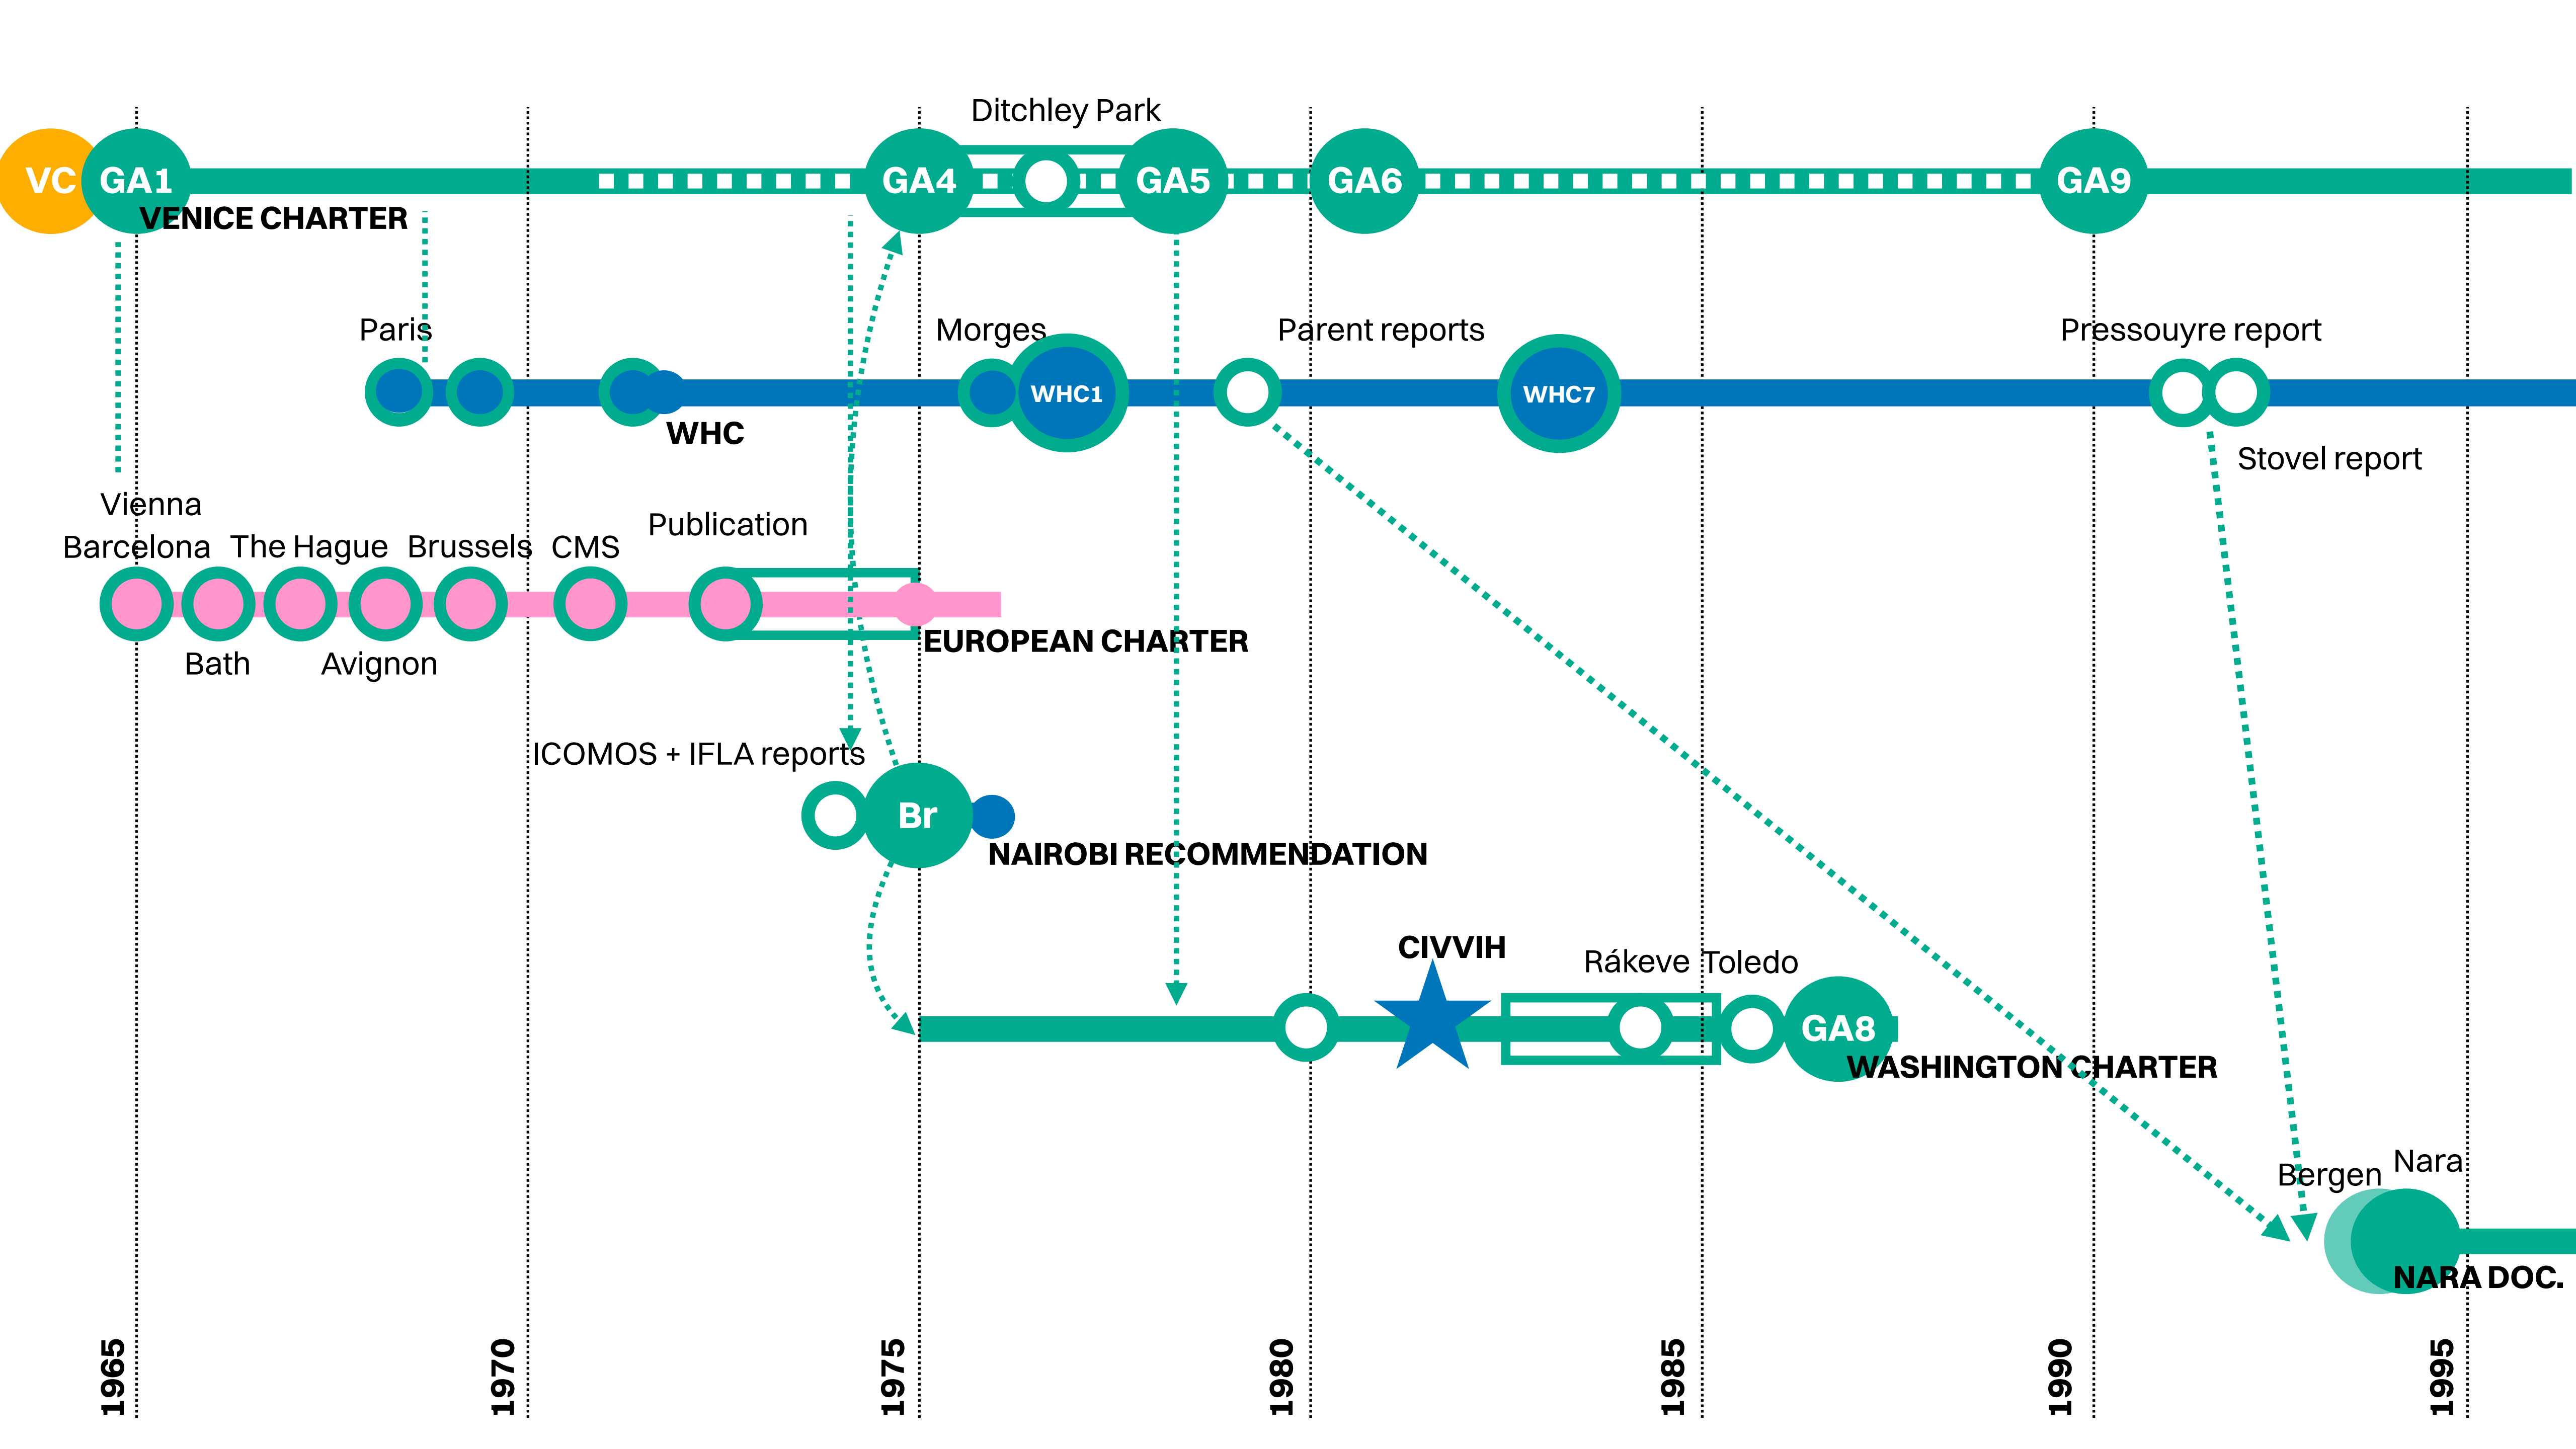 Ditchley Park
VC
GA1
GA4
GA5
GA6
GA9
VENICE CHARTER
Paris
Morges
Parent reports
Pressouyre report
WHC1
WHC7
WHC
Stovel report
Vienna
Barcelona
The Hague
Brussels
CMS
Publication
Bath
Avignon
EUROPEAN CHARTER
ICOMOS + IFLA reports
Br
NAIROBI RECOMMENDATION
CIVVIH
Rákeve
Toledo
GA8
WASHINGTON CHARTER
Bergen
Nara
NARA DOC.
1965
1970
1975
1980
1985
1990
1995